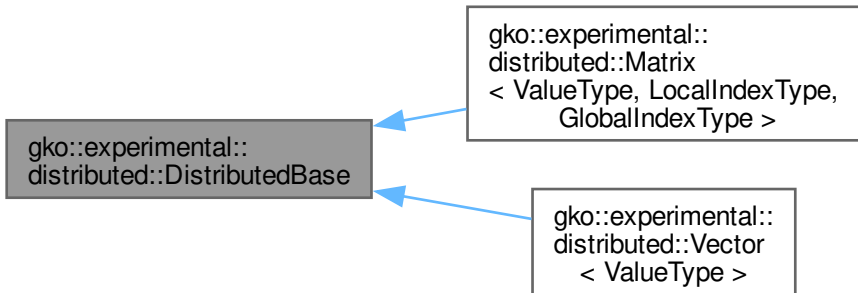 gko::experimental::
distributed::DistributedBase
gko::experimental::
distributed::Matrix
< ValueType, LocalIndexType,
GlobalIndexType >
gko::experimental::
distributed::Vector
< ValueType >